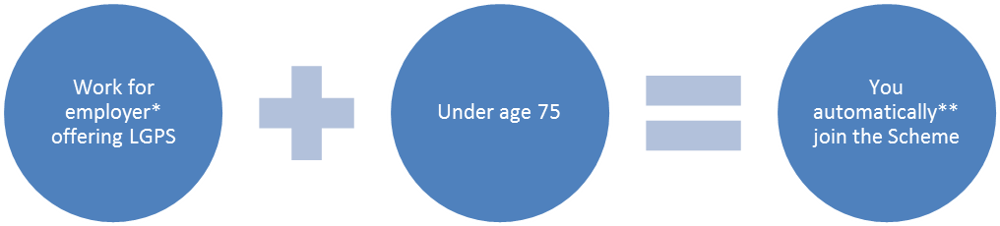 Work for
employer*
offering LGPS
Under age 75
You
automatically**
join the Scheme